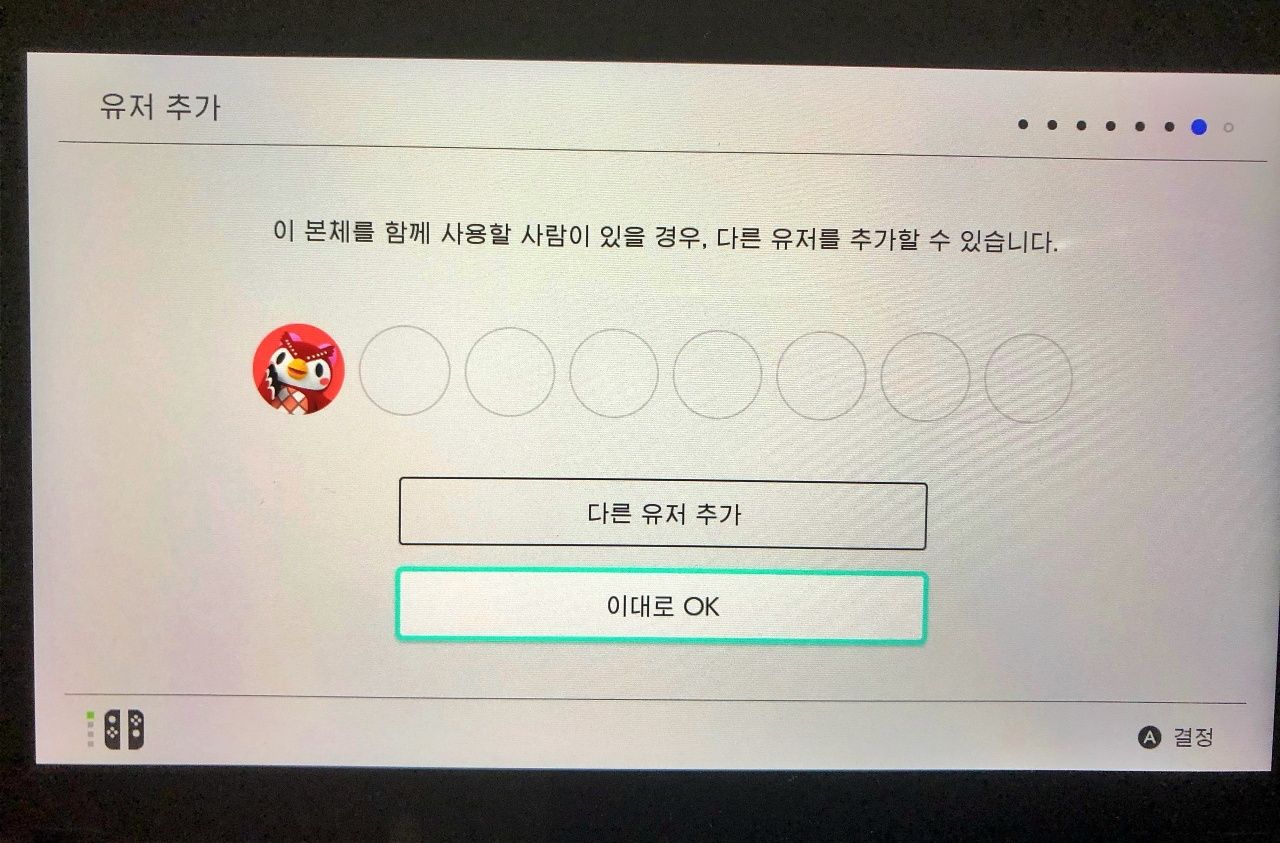 유저 추가
이 본체를 함께 사용할 사람이 있을 경우, 다른 유저를 추가할 수 있습니다.
다른 유저 추가
이대로 OK
A 결정